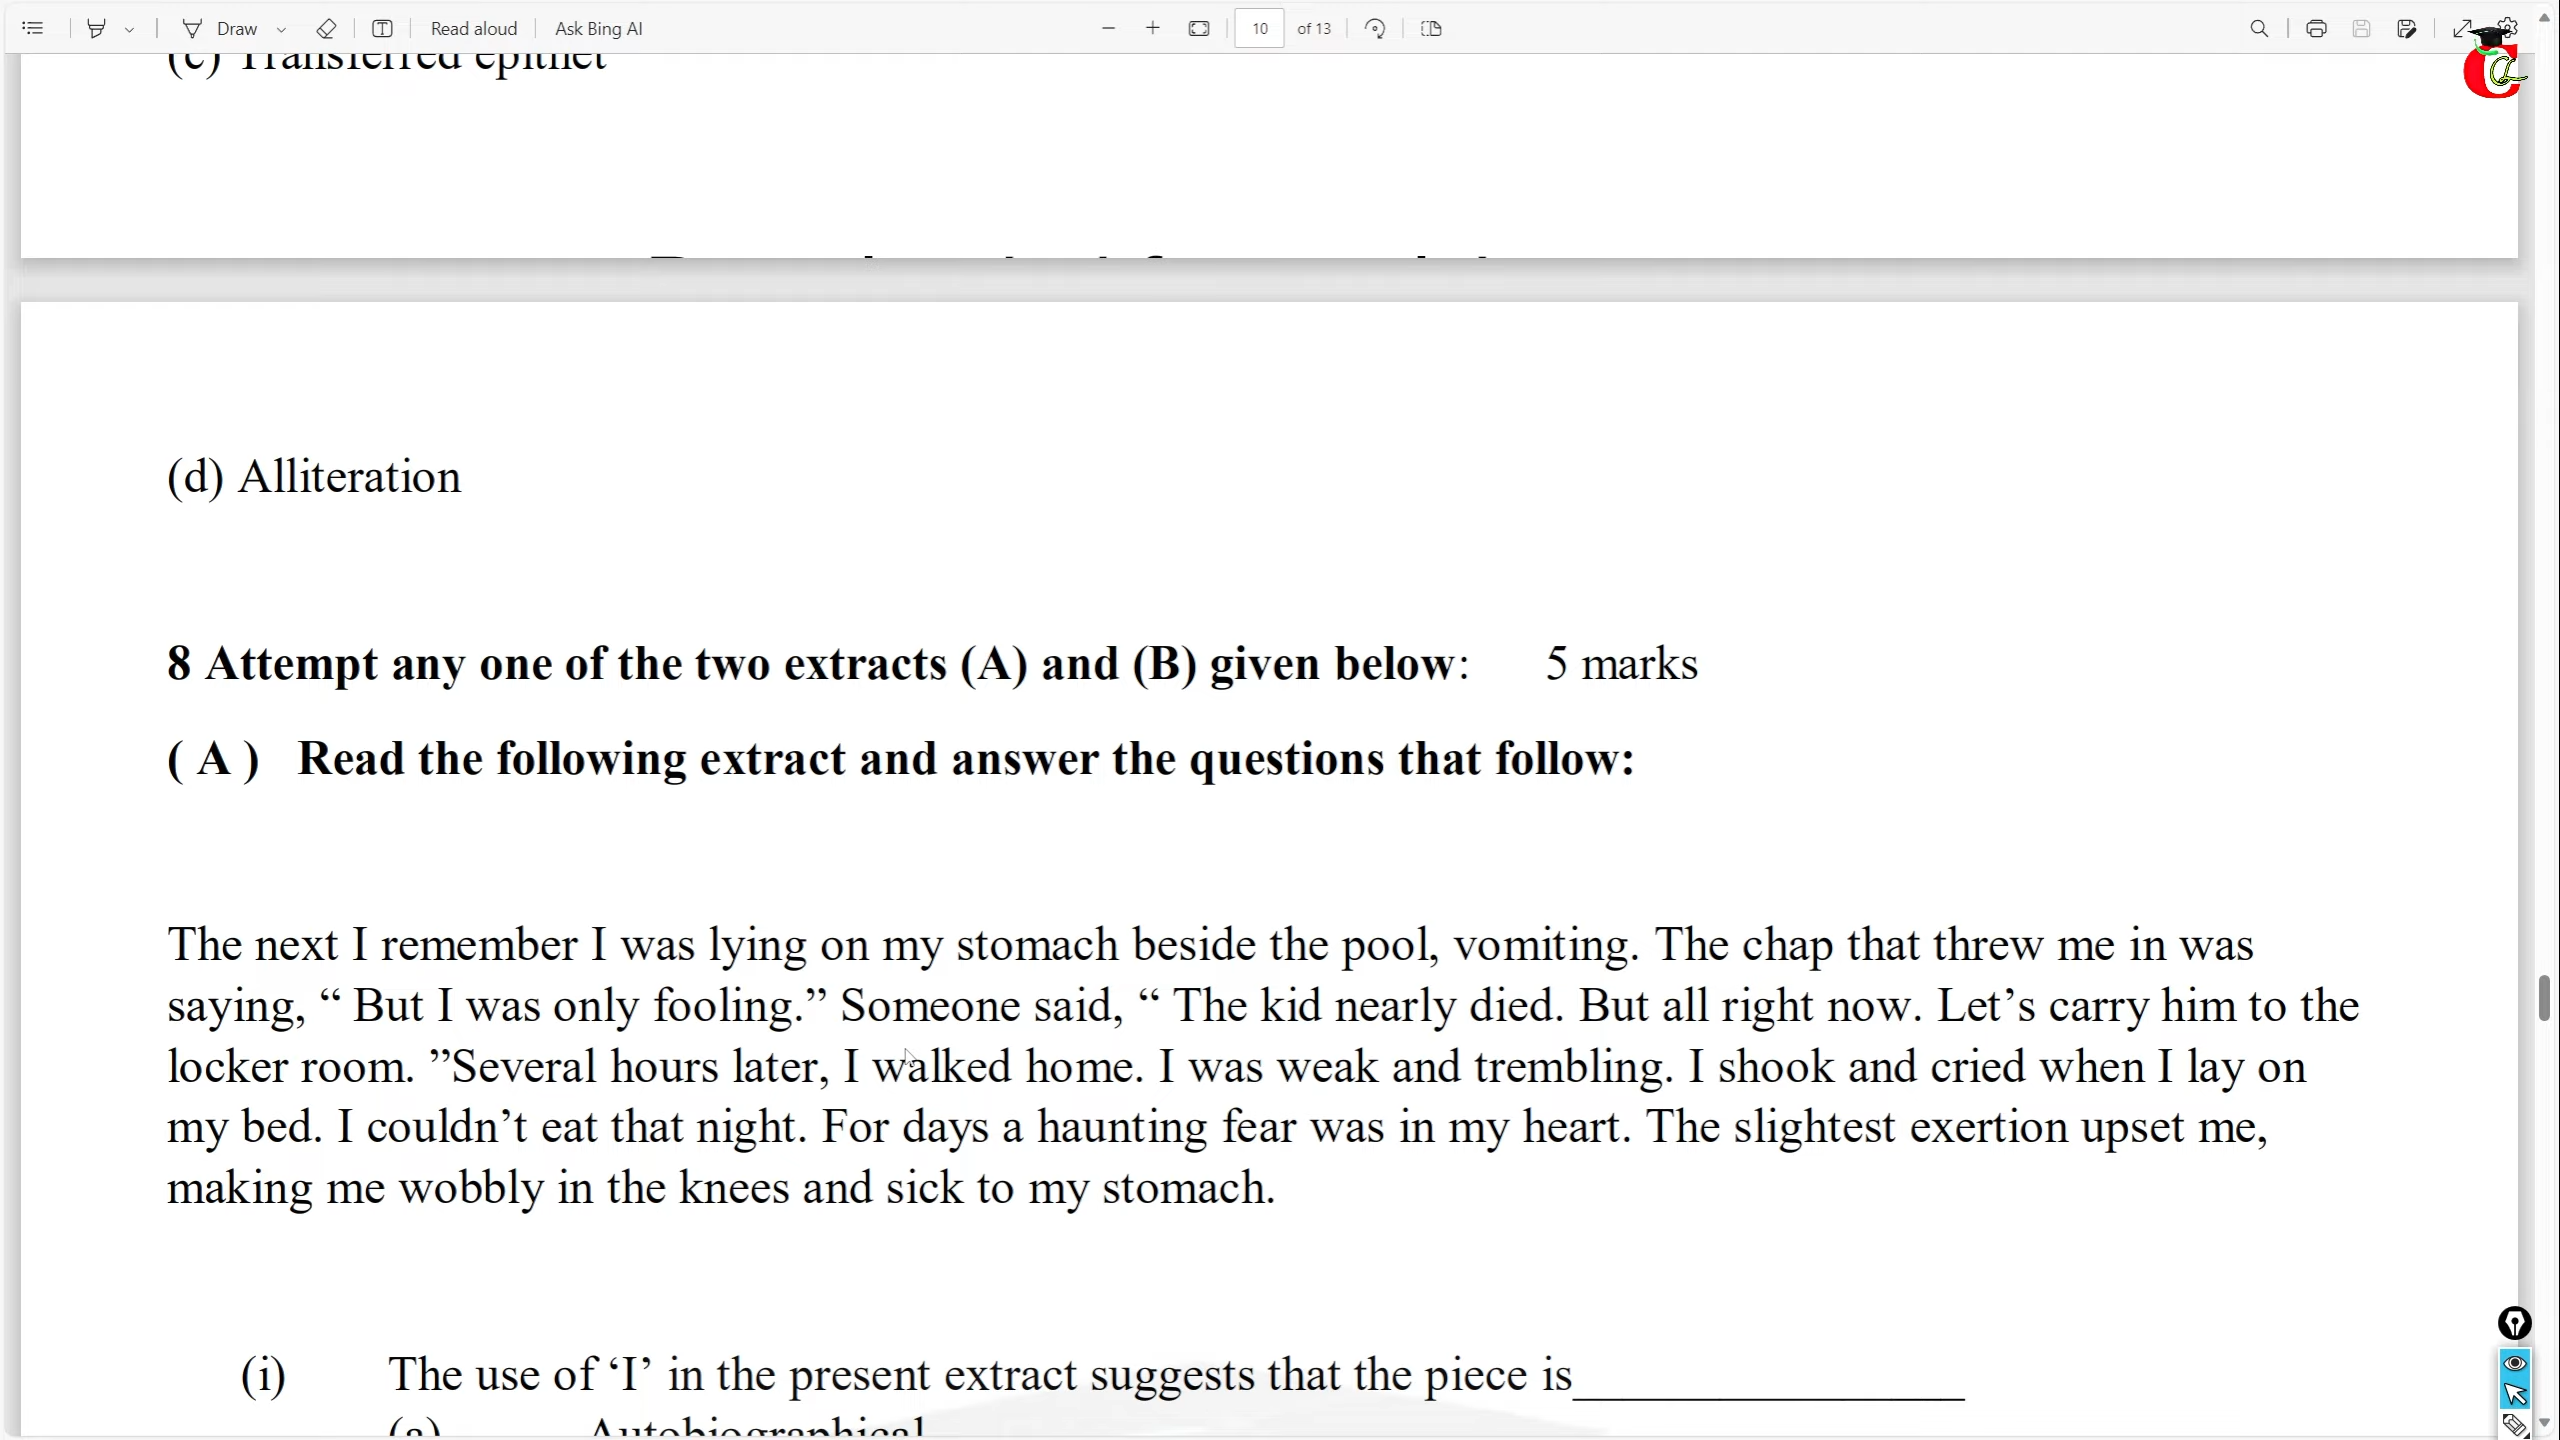 Draw
Read aloud
Ask Bing AI
10 of 13
(c) Transferred epithet
(d) Alliteration
8 Attempt any one of the two extracts (A) and (B) given below: 5 marks
( A ) Read the following extract and answer the questions that follow:
The next I remember I was lying on my stomach beside the pool, vomiting. The chap that threw me in was
saying, “ But I was only fooling.” Someone said, “ The kid nearly died. But all right now. Let’s carry him to the
locker room. ”Several hours later, I walked home. I was weak and trembling. I shook and cried when I lay on
my bed. I couldn’t eat that night. For days a haunting fear was in my heart. The slightest exertion upset me,
making me wobbly in the knees and sick to my stomach.
(i) The use of ‘I’ in the present extract suggests that the piece is________________
(a) Autobiographical